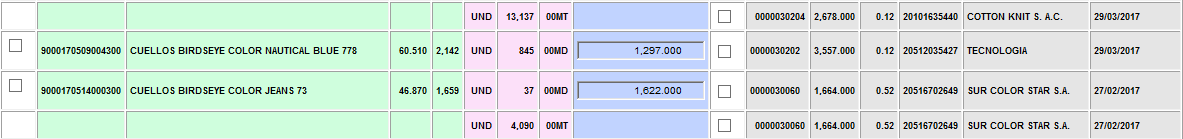 UND 13,137 00MT 0000030204 2,678.000 0.12 20101635440 COTTON KNIT S. A.C. 29/03/2017
9000170509004300 CUELLOS BIRDSEYE COLOR NAUTICAL BLUE 778 60.510 2,142 UND 845 00MD 1,297.000 0000030202 3,557.000 0.12 20512035427 TECNOLOGIA 29/03/2017
9000170514000300 CUELLOS BIRDSEYE COLOR JEANS 73 46.870 1,659 UND 37 00MD 1,622.000 0000030060 1,664.000 0.52 20516702649 SUR COLOR STAR S.A. 27/02/2017
UND 4,090 00MT 0000030060 1,664.000 0.52 20516702649 SUR COLOR STAR S.A. 27/02/2017